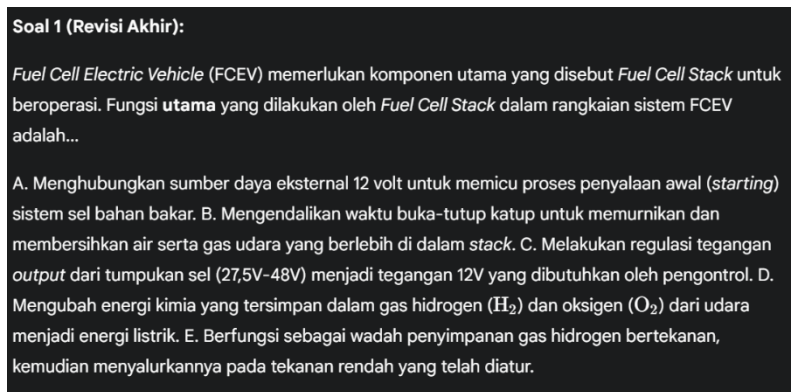 Soal 1 (Revisi Akhir):
Fuel Cell Electric Vehicle (FCEV) memerlukan komponen utama yang disebut Fuel Cell Stack untuk
beroperasi. Fungsi utama yang dilakukan oleh Fuel Cell Stack dalam rangkaian sistem FCEV
adalah...
A. Menghubungkan sumber daya eksternal 12 volt untuk memicu proses penyalaan awal (starting)
sistem sel bahan bakar. B. Mengendalikan waktu buka-tutup katup untuk memurnikan dan
membersihkan air serta gas udara yang berlebih di dalam stack. C. Melakukan regulasi tegangan
output dari tumpukan sel (27,5V-48V) menjadi tegangan 12V yang dibutuhkan oleh pengontrol. D.
Mengubah energi kimia yang tersimpan dalam gas hidrogen (H₂) dan oksigen (O₂) dari udara
menjadi energi listrik. E. Berfungsi sebagai wadah penyimpanan gas hidrogen bertekanan,
kemudian menyalurkannya pada tekanan rendah yang telah diatur.